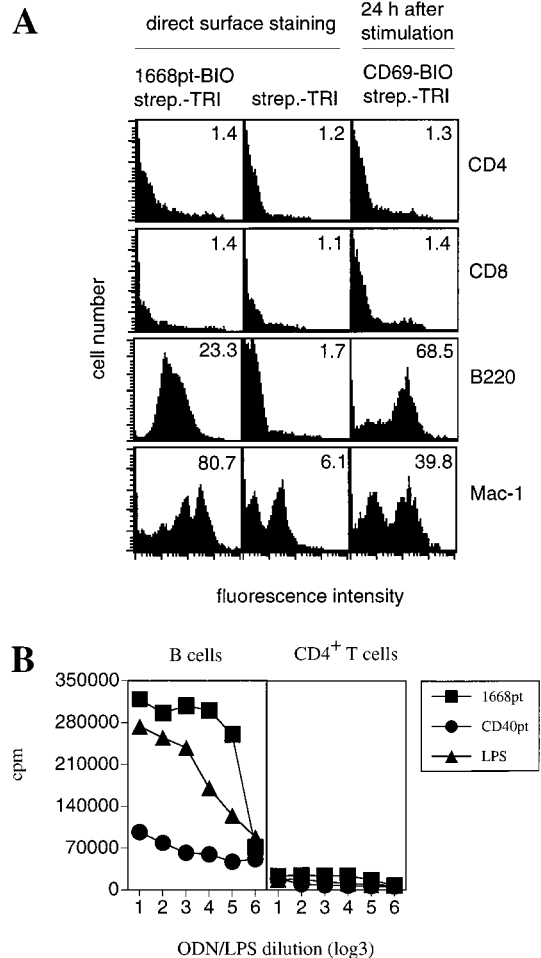 A
direct surface staining
24 h after
stimulation
1668pt-BIO
strep.-TRI
strep.-TRI
CD69-BIO
strep.-TRI
1.4
1.2
1.3
CD4
1.4
1.1
1.4
CD8
23.3
1.7
68.5
B220
80.7
6.1
39.8
Mac-1
cell number
fluorescence intensity
B
B cells
CD4+ T cells
350000
280000
210000
140000
70000
0
cpm
1668pt
CD40pt
LPS
1 2 3 4 5 6
1 2 3 4 5 6
ODN/LPS dilution (log3)